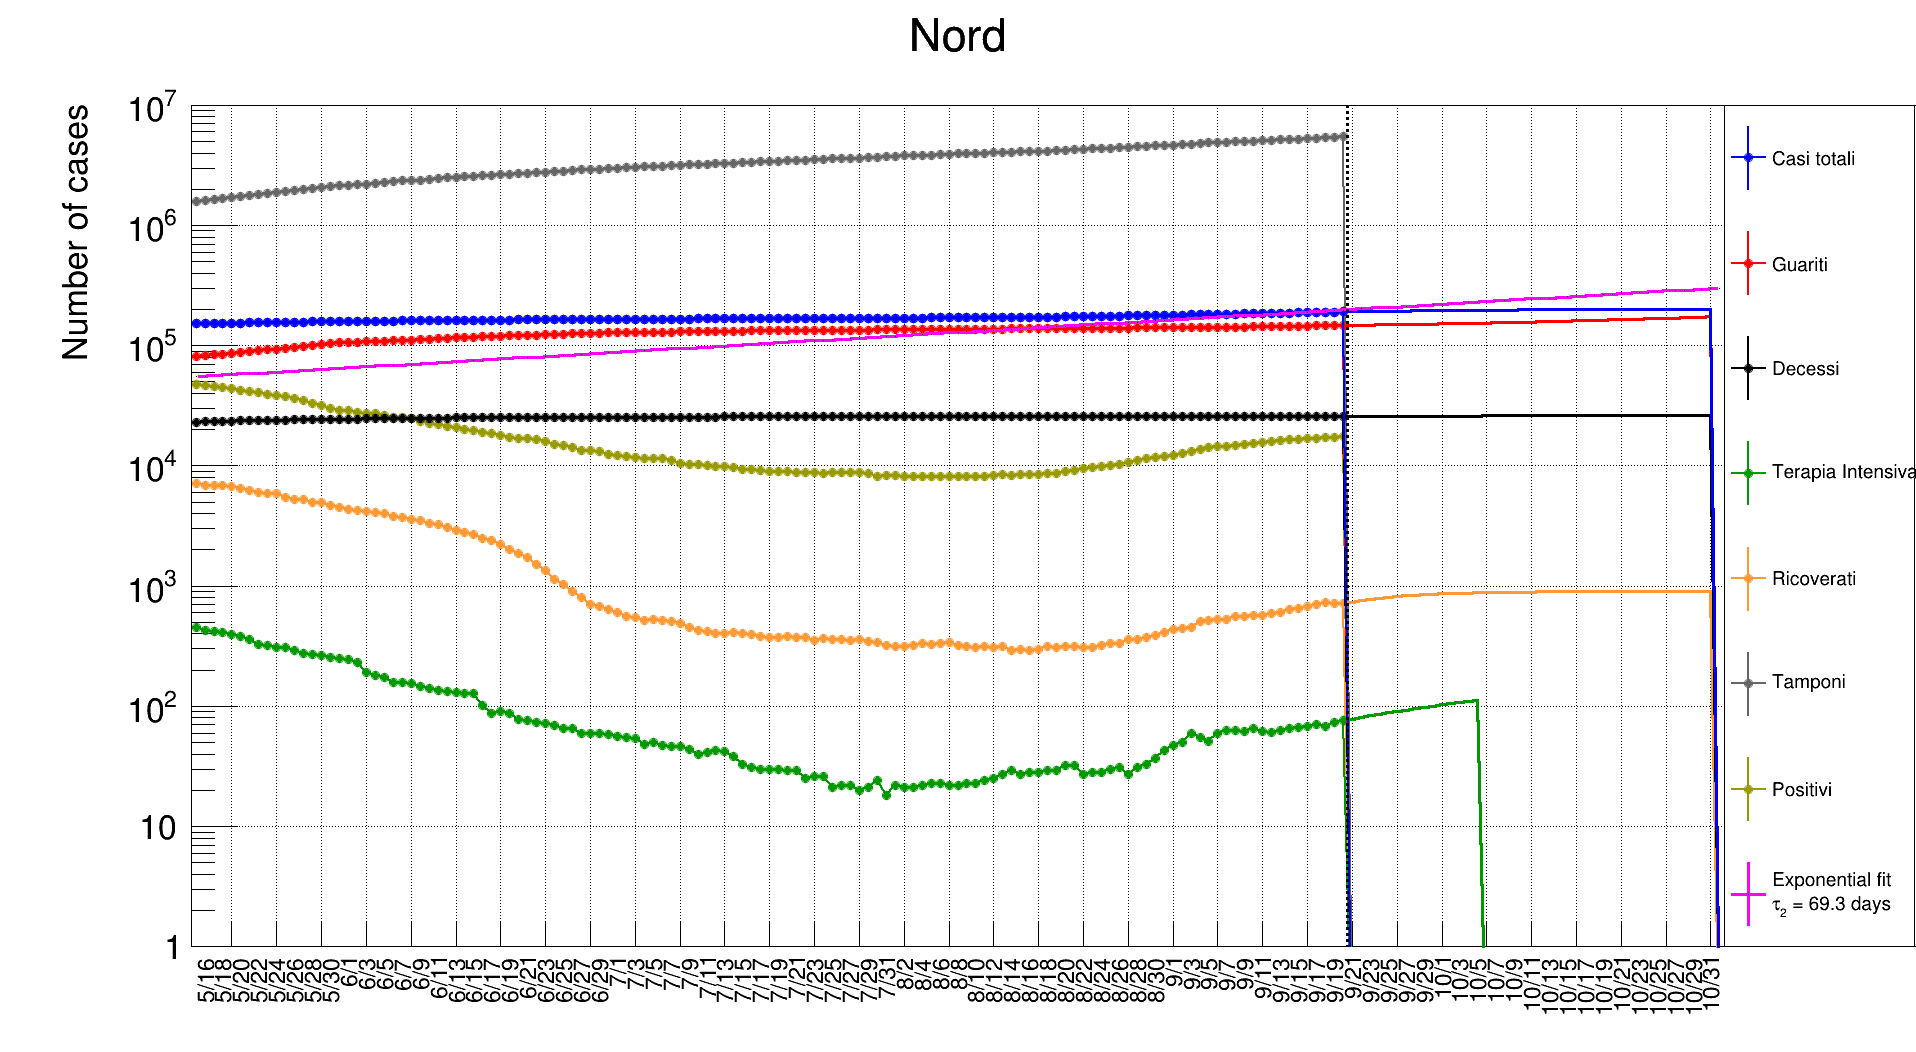 Nord
Number of cases
10^7
10^6
10^5
10^4
10^3
10^2
10
1
5/16 5/18 5/20 5/22 5/24 5/26 5/28 5/30 6/1 6/3 6/5 6/7 6/9 6/11 6/13 6/15 6/17 6/19 6/21 6/23 6/25 6/27 6/29 7/1 7/3 7/5 7/7 7/9 7/11 7/13 7/15 7/17 7/19 7/21 7/23 7/25 7/27 7/29 7/31 8/2 8/4 8/6 8/8 8/10 8/12 8/14 8/16 8/18 8/20 8/22 8/24 8/26 8/28 8/30 9/1 9/3 9/5 9/7 9/9 9/11 9/13 9/15 9/17 9/19 9/21 9/23 9/25 9/27 9/29 10/1 10/3 10/5 10/7 10/9 10/11 10/13 10/15 10/17 10/19 10/21 10/23 10/25 10/27 10/29 10/31
Casi totali
Guariti
Decessi
Terapia Intensiva
Ricoverati
Tamponi
Positivi
Exponential fit
τ₂ = 69.3 days